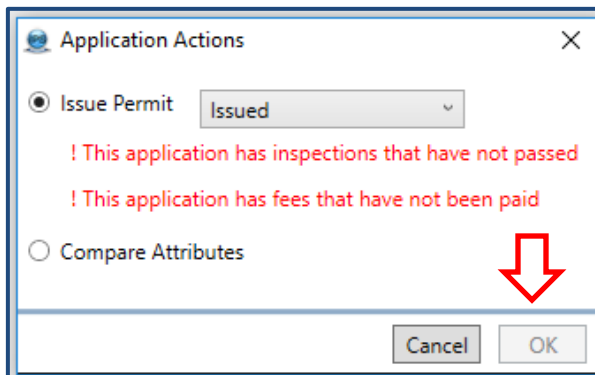 Application Actions
Issue Permit Issued
! This application has inspections that have not passed
! This application has fees that have not been paid
Compare Attributes
Cancel OK